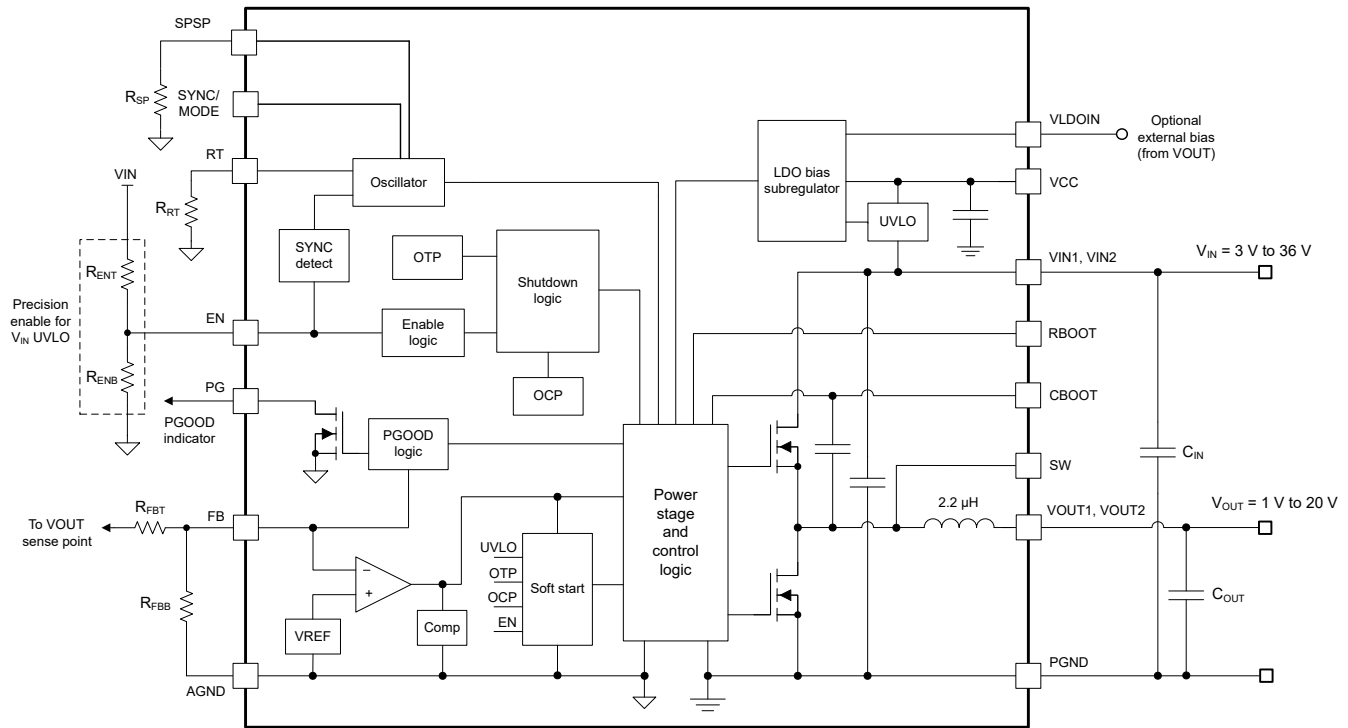 SPSP
RSP
SYNC/
MODE
RT
VIN
RRT
RENT
Precision
enable for
VIN UVLO
RENB
EN
PG
PGOOD
indicator
RFBT
To VOUT
sense point
FB
RFBB
AGND
Oscillator
SYNC
detect
OTP
Shutdown
logic
Enable
logic
OCP
PGOOD
logic
−
+
VREF
Comp
UVLO
OTP
OCP
EN
Soft start
Power
stage
and
control
logic
LDO bias
subregulator
UVLO
2.2 µH
VLDOIN
Optional
external bias
(from VOUT)
VCC
VIN1, VIN2
VIN = 3 V to 36 V
RBOOT
CBOOT
CIN
SW
VOUT1, VOUT2
VOUT = 1 V to 20 V
COUT
PGND